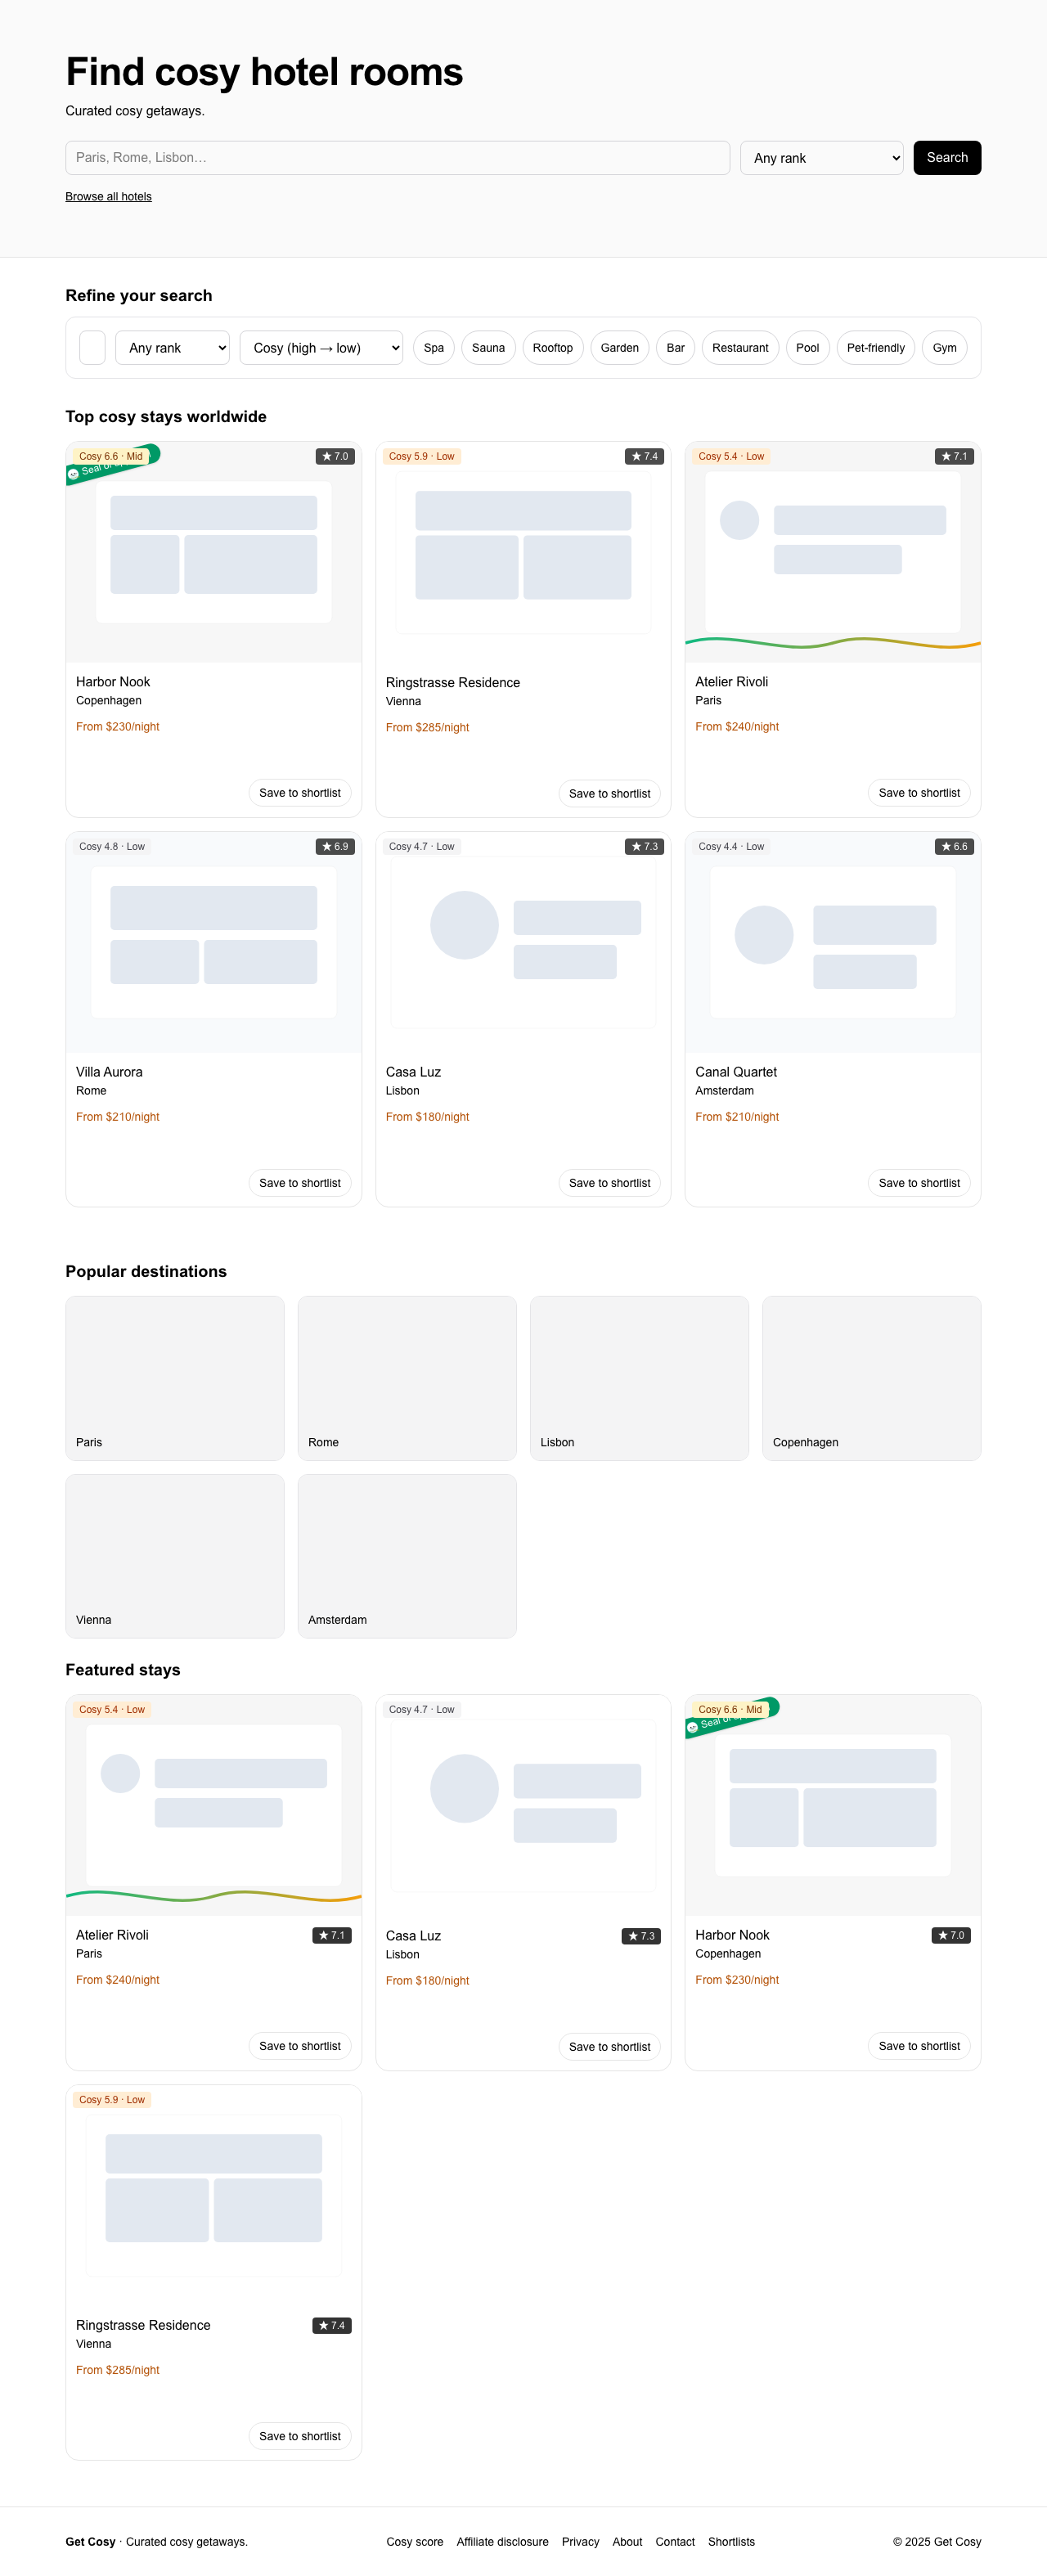 Find cosy hotel rooms
Curated cosy getaways.
Paris, Rome, Lisbon…
Any rank
Search
Browse all hotels
Refine your search
Any rank
Cosy (high → low)
Spa
Sauna
Rooftop
Garden
Bar
Restaurant
Pool
Pet-friendly
Gym
Top cosy stays worldwide
Cosy 6.6 · Mid
Seal of
★ 7.0
Harbor Nook
Copenhagen
From $230/night
Save to shortlist
Cosy 5.9 · Low
★ 7.4
Ringstrasse Residence
Vienna
From $285/night
Save to shortlist
Cosy 5.4 · Low
★ 7.1
Atelier Rivoli
Paris
From $240/night
Save to shortlist
Cosy 4.8 · Low
★ 6.9
Villa Aurora
Rome
From $210/night
Save to shortlist
Cosy 4.7 · Low
★ 7.3
Casa Luz
Lisbon
From $180/night
Save to shortlist
Cosy 4.4 · Low
★ 6.6
Canal Quartet
Amsterdam
From $210/night
Save to shortlist
Popular destinations
Paris
Rome
Lisbon
Copenhagen
Vienna
Amsterdam
Featured stays
Cosy 5.4 · Low
Atelier Rivoli
★ 7.1
Paris
From $240/night
Save to shortlist
Cosy 4.7 · Low
Casa Luz
★ 7.3
Lisbon
From $180/night
Save to shortlist
Cosy 6.6 · Mid
Seal of
Harbor Nook
★ 7.0
Copenhagen
From $230/night
Save to shortlist
Cosy 5.9 · Low
Ringstrasse Residence
★ 7.4
Vienna
From $285/night
Save to shortlist
Get Cosy · Curated cosy getaways.
Cosy score
Affiliate disclosure
Privacy
About
Contact
Shortlists
© 2025 Get Cosy